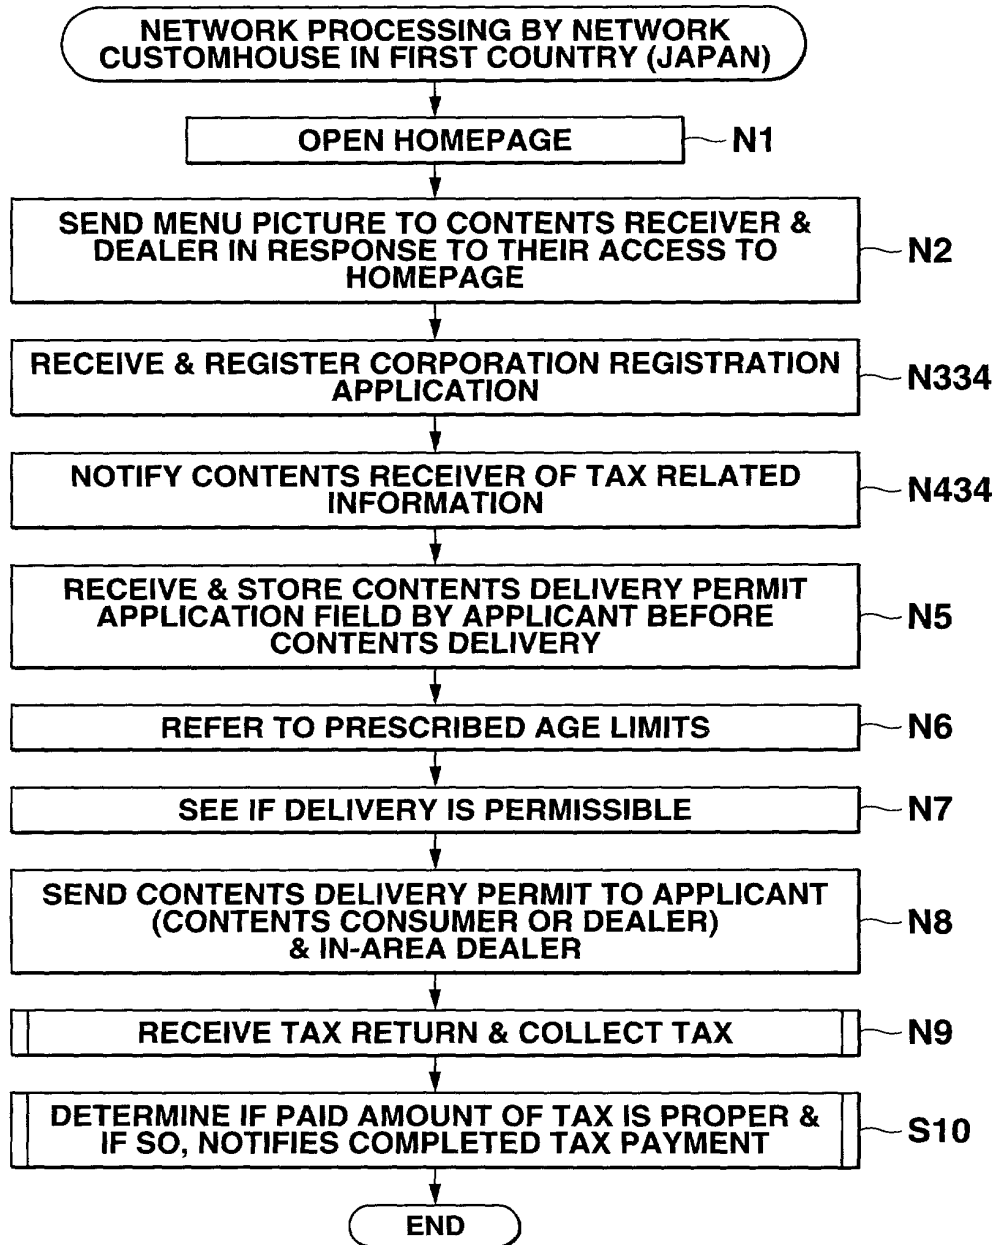 NETWORK PROCESSING BY NETWORK
CUSTOMHOUSE IN FIRST COUNTRY (JAPAN)
OPEN HOMEPAGE
N1
SEND MENU PICTURE TO CONTENTS RECEIVER &
DEALER IN RESPONSE TO THEIR ACCESS TO
HOMEPAGE
N2
RECEIVE & REGISTER CORPORATION REGISTRATION
APPLICATION
N334
NOTIFY CONTENTS RECEIVER OF TAX RELATED
INFORMATION
N434
RECEIVE & STORE CONTENTS DELIVERY PERMIT
APPLICATION FIELD BY APPLICANT BEFORE
CONTENTS DELIVERY
N5
REFER TO PRESCRIBED AGE LIMITS
N6
SEE IF DELIVERY IS PERMISSIBLE
N7
SEND CONTENTS DELIVERY PERMIT TO APPLICANT
(CONTENTS CONSUMER OR DEALER)
& IN-AREA DEALER
N8
RECEIVE TAX RETURN & COLLECT TAX
N9
DETERMINE IF PAID AMOUNT OF TAX IS PROPER &
IF SO, NOTIFIES COMPLETED TAX PAYMENT
S10
END